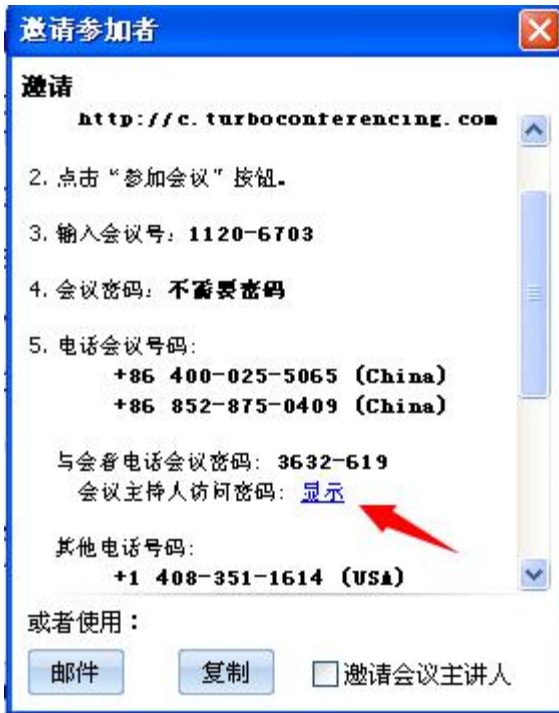 邀请参加者
邀请
http://c.turboconferencing.com
2. 点击“参加会议”按钮。
3. 输入会议号：1120-6703
4. 会议密码：不需要密码
5. 电话会议号码：
+86 400-025-5065 (China)
+86 852-875-0409 (China)
与会者电话会议密码：3632-619
会议主持人访问密码：显示
其他电话号码：
+1 408-351-1614 (USA)
或者使用：
邮件
复制
邀请会议主讲人